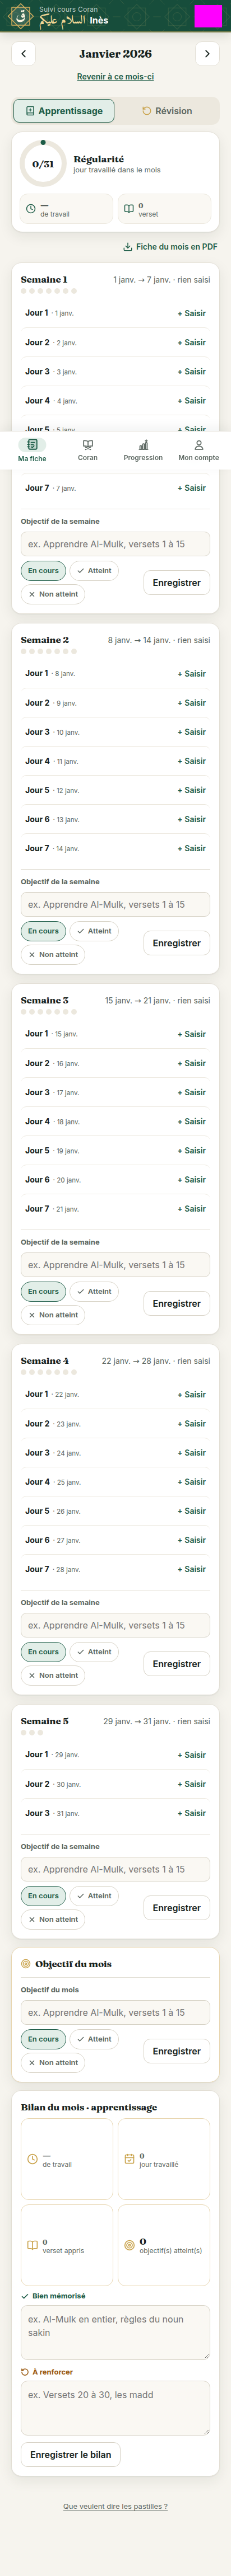 Suivi cours Coran
السلام عليكم Inès
Janvier 2026
Revenir à ce mois-ci
Apprentissage
Révision
0/31
Régularité
jour travaillé dans le mois
—
de travail
0
verset
Fiche du mois en PDF
Semaine 1
1 janv. → 7 janv. · rien saisi
Jour 1 · 1 janv. + Saisir
Jour 2 · 2 janv. + Saisir
Jour 3 · 3 janv. + Saisir
Jour 4 · 4 janv. + Saisir
Jour 5 · 5 janv. + Saisir
Ma fiche
Coran
Progression
Mon compte
Jour 7 · 7 janv. + Saisir
Objectif de la semaine
ex. Apprendre Al-Mulk, versets 1 à 15
En cours
Atteint
Non atteint
Enregistrer
Semaine 2
8 janv. → 14 janv. · rien saisi
Jour 1 · 8 janv. + Saisir
Jour 2 · 9 janv. + Saisir
Jour 3 · 10 janv. + Saisir
Jour 4 · 11 janv. + Saisir
Jour 5 · 12 janv. + Saisir
Jour 6 · 13 janv. + Saisir
Jour 7 · 14 janv. + Saisir
Objectif de la semaine
ex. Apprendre Al-Mulk, versets 1 à 15
En cours
Atteint
Non atteint
Enregistrer
Semaine 3
15 janv. → 21 janv. · rien saisi
Jour 1 · 15 janv. + Saisir
Jour 2 · 16 janv. + Saisir
Jour 3 · 17 janv. + Saisir
Jour 4 · 18 janv. + Saisir
Jour 5 · 19 janv. + Saisir
Jour 6 · 20 janv. + Saisir
Jour 7 · 21 janv. + Saisir
Objectif de la semaine
ex. Apprendre Al-Mulk, versets 1 à 15
En cours
Atteint
Non atteint
Enregistrer
Semaine 4
22 janv. → 28 janv. · rien saisi
Jour 1 · 22 janv. + Saisir
Jour 2 · 23 janv. + Saisir
Jour 3 · 24 janv. + Saisir
Jour 4 · 25 janv. + Saisir
Jour 5 · 26 janv. + Saisir
Jour 6 · 27 janv. + Saisir
Jour 7 · 28 janv. + Saisir
Objectif de la semaine
ex. Apprendre Al-Mulk, versets 1 à 15
En cours
Atteint
Non atteint
Enregistrer
Semaine 5
29 janv. → 31 janv. · rien saisi
Jour 1 · 29 janv. + Saisir
Jour 2 · 30 janv. + Saisir
Jour 3 · 31 janv. + Saisir
Objectif de la semaine
ex. Apprendre Al-Mulk, versets 1 à 15
En cours
Atteint
Non atteint
Enregistrer
Objectif du mois
Objectif du mois
ex. Apprendre Al-Mulk, versets 1 à 15
En cours
Atteint
Non atteint
Enregistrer
Bilan du mois · apprentissage
—
de travail
0
jour travaillé
0
verset appris
0
objectif(s) atteint(s)
Bien mémorisé
ex. Al-Mulk en entier, règles du noun sakin
À renforcer
ex. Versets 20 à 30, les madd
Enregistrer le bilan
Que veulent dire les pastilles ?